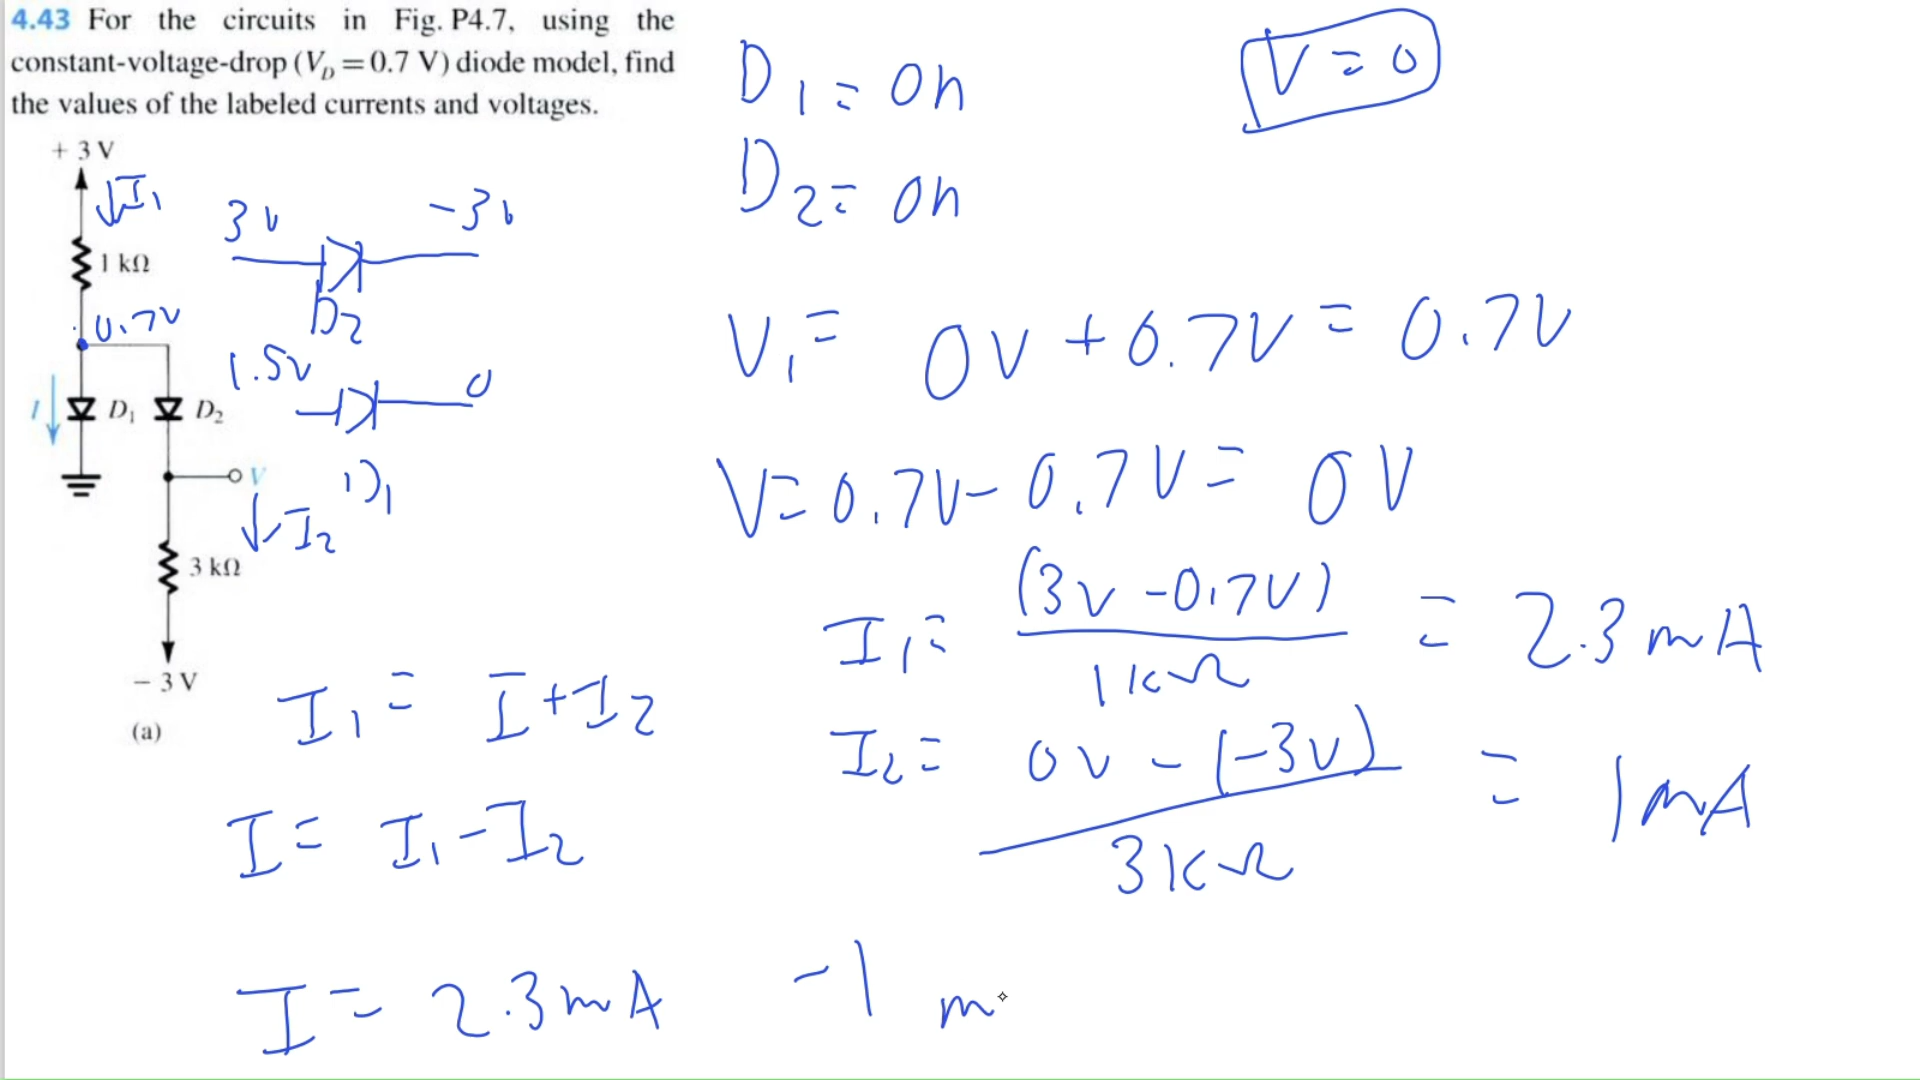 4.43 For the circuits in Fig. P4.7, using the
constant-voltage-drop (V_D = 0.7 V) diode model, find
the values of the labeled currents and voltages.
+ 3 V
↓I₁
1 kΩ
0.7V
I
D₁
D₂
V
↓I₂
3 kΩ
− 3 V
(a)
3V
-3V
D₂
1.5V
0
D₁
I₁ = I + I₂
I = I₁ - I₂
I = 2.3mA -1 m
D₁ = On
D₂ = On
V = 0
V₁ = 0V + 0.7V = 0.7V
V = 0.7V - 0.7V = 0V
I₁ = (3V - 0.7V) / 1kΩ = 2.3mA
I₂ = 0V - (-3V) / 3kΩ = 1mA